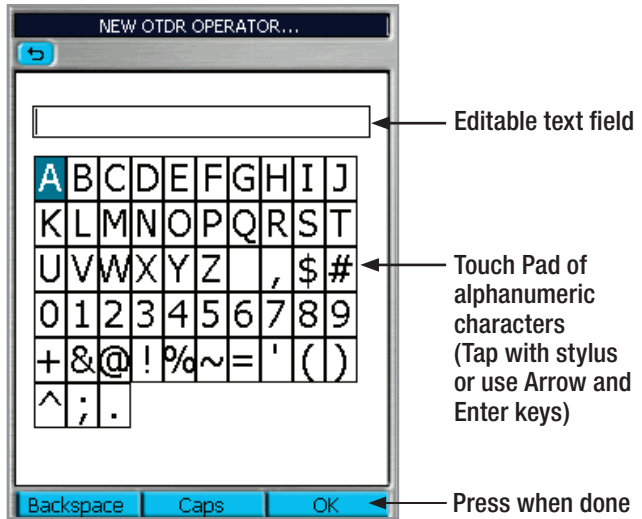 NEW OTDR OPERATOR...
Editable text field
A B C D E F G H I J
K L M N O P Q R S T
U V W X Y Z , $ #
0 1 2 3 4 5 6 7 8 9
+ & @ ! % ~ = ' ( )
^ ; .
Touch Pad of
alphanumeric
characters
(Tap with stylus
or use Arrow and
Enter keys)
Backspace Caps OK
Press when done